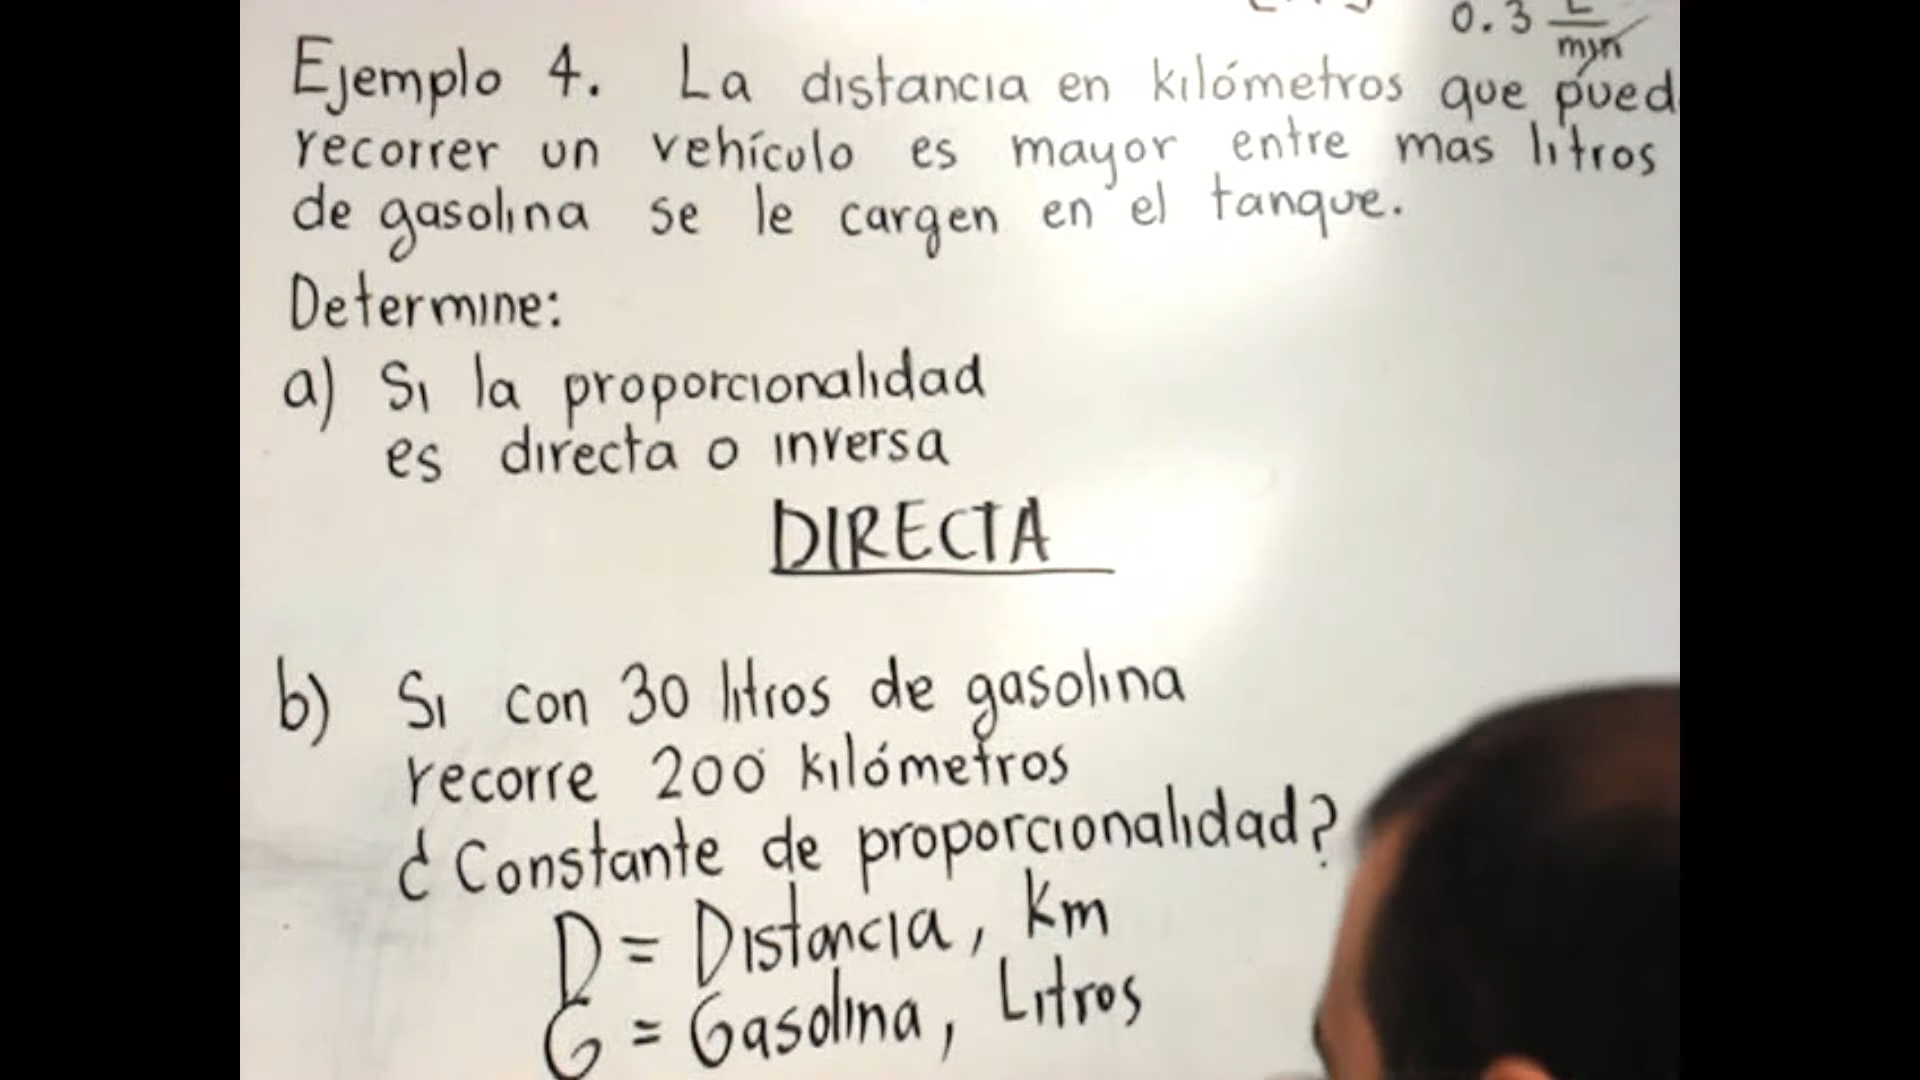 0.3 L/min
Ejemplo 4. La distancia en kilómetros que pued
recorrer un vehículo es mayor entre mas litros
de gasolina se le cargen en el tanque.
Determine:
a) Si la proporcionalidad
es directa o inversa
DIRECTA
b) Si con 30 litros de gasolina
recorre 200 kilómetros
¿Constante de proporcionalidad?
D = Distancia, km
G = Gasolina, Litros